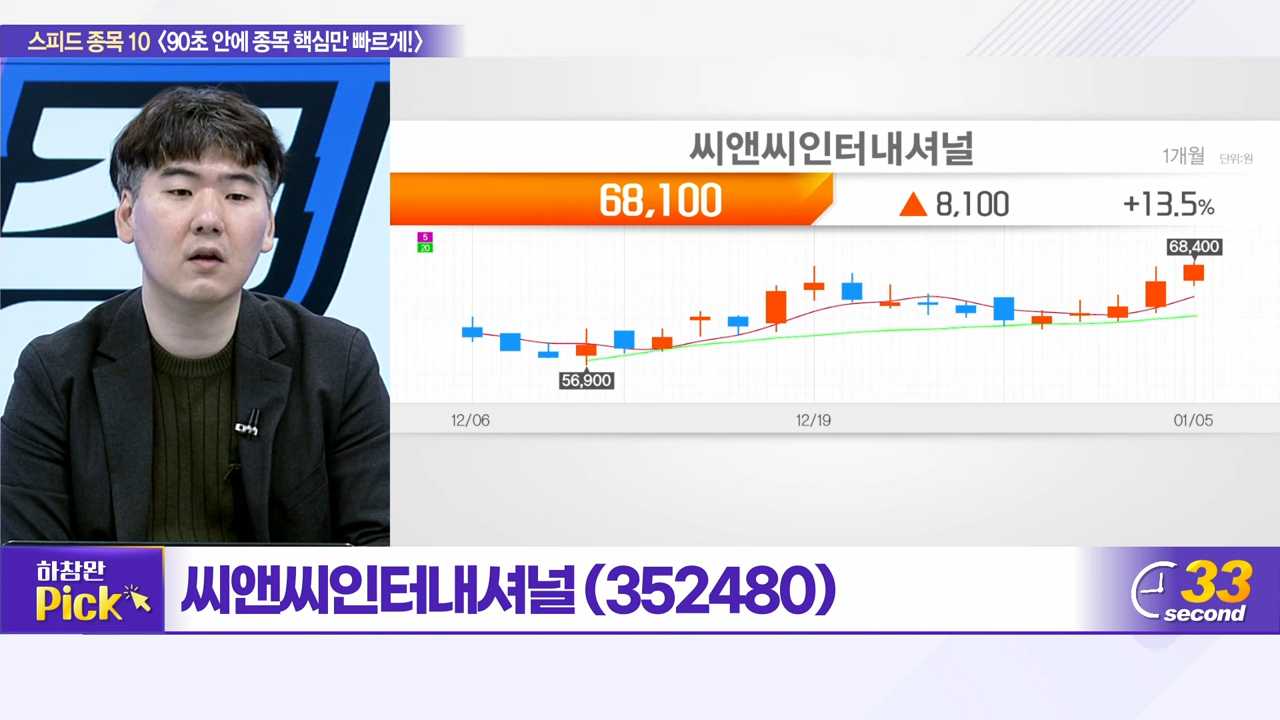 스피드 종목 10 〈90초 안에 종목 핵심만 빠르게!〉
씨앤씨인터내셔널
1개월 단위:원
68,100 ▲ 8,100 +13.5%
5
20
68,400
56,900
12/06 12/19 01/05
하창완
Pick
씨앤씨인터내셔널 (352480)
33
second